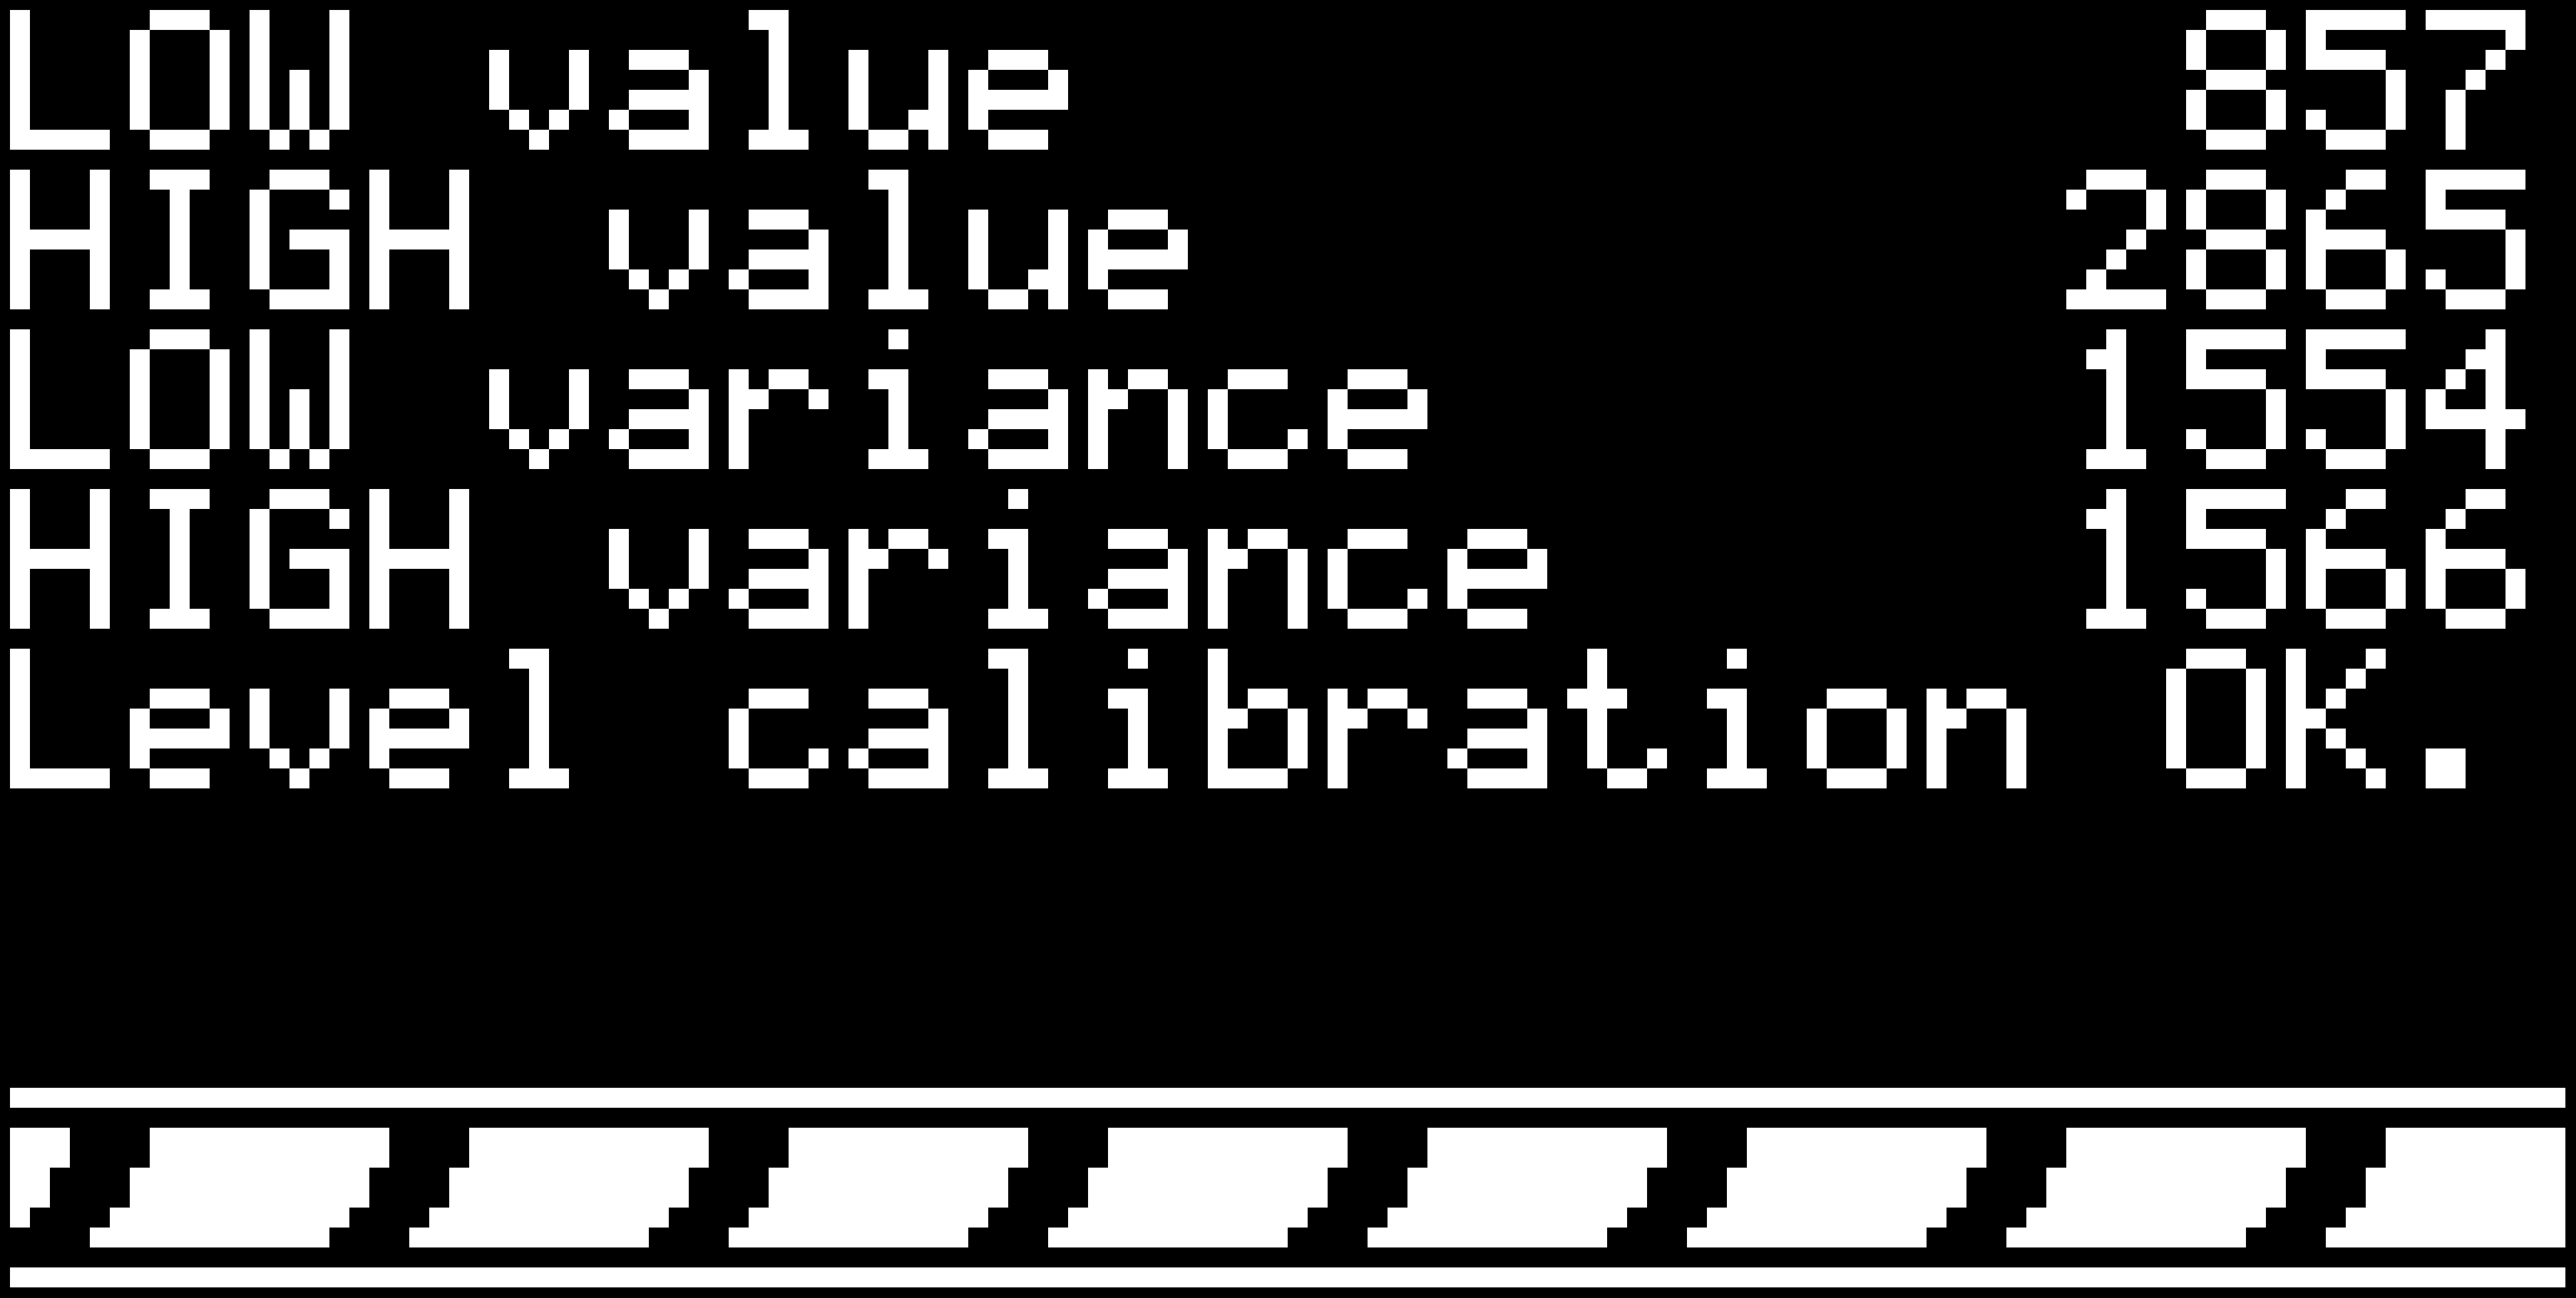 LOW value 857
HIGH value 2865
LOW variance 1554
HIGH variance 1566
Level calibration OK.